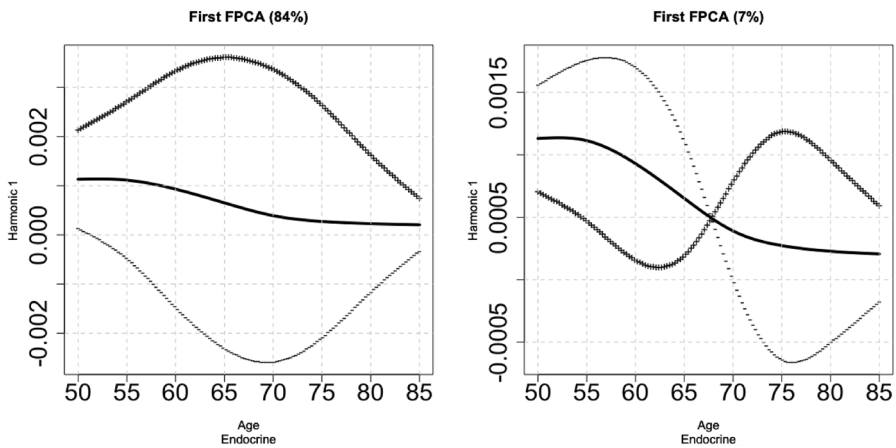 First FPCA (84%)
Harmonic 1
0.002
0.000
-0.002
50 55 60 65 70 75 80 85
Age
Endocrine
First FPCA (7%)
Harmonic 1
0.0015
0.0005
-0.0005
50 55 60 65 70 75 80 85
Age
Endocrine